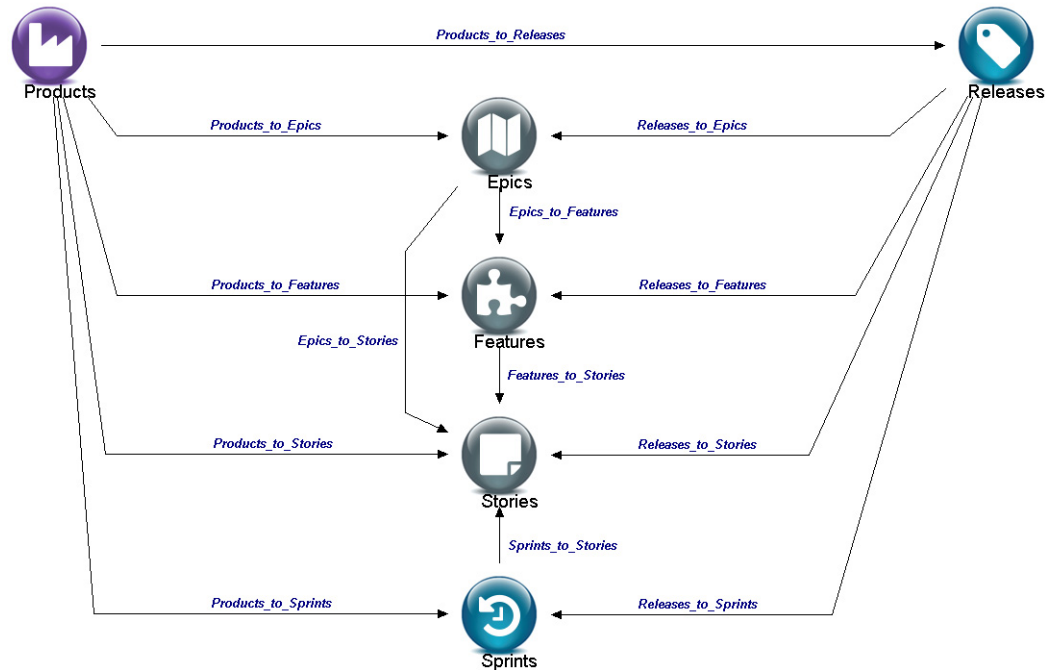 Products_to_Releases
Products
Releases
Products_to_Epics
Releases_to_Epics
Epics
Epics_to_Features
Products_to_Features
Releases_to_Features
Epics_to_Stories
Features
Features_to_Stories
Products_to_Stories
Releases_to_Stories
Stories
Sprints_to_Stories
Products_to_Sprints
Releases_to_Sprints
Sprints